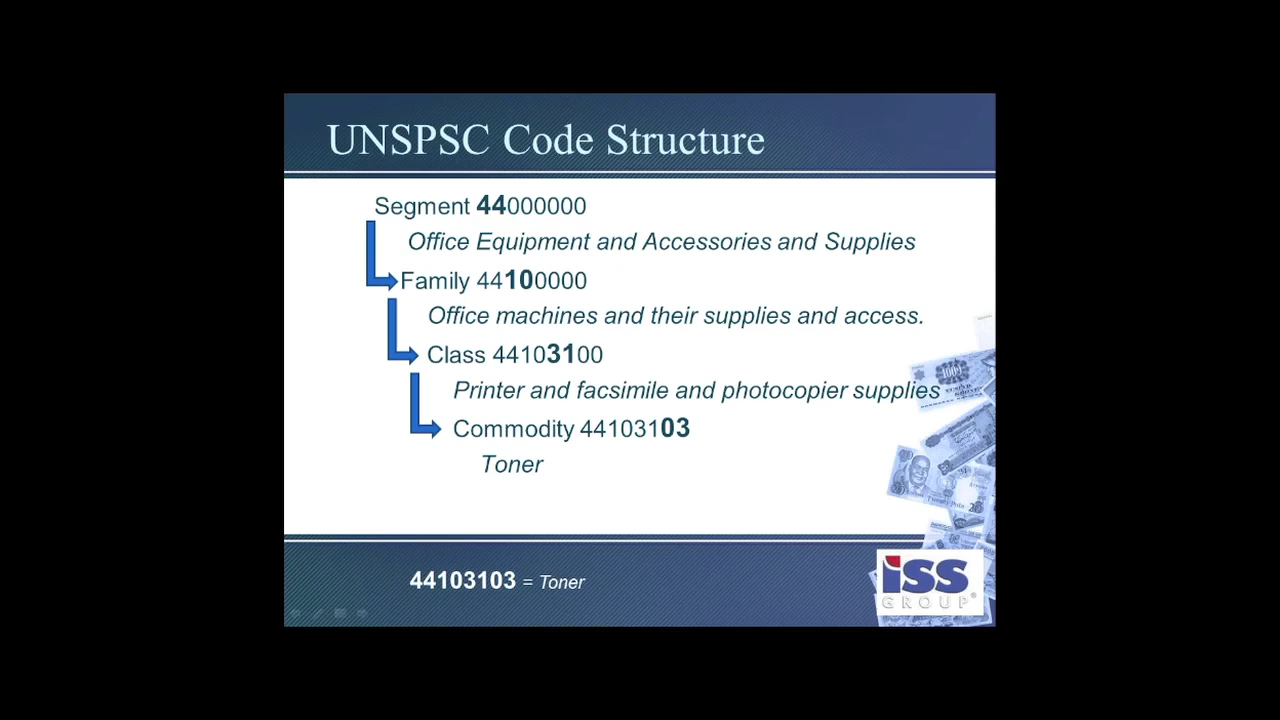 UNSPSC Code Structure
Segment 44000000
Office Equipment and Accessories and Supplies
Family 44100000
Office machines and their supplies and access.
Class 44103100
Printer and facsimile and photocopier supplies
Commodity 44103103
Toner
44103103 = Toner
iSS
GROUP®